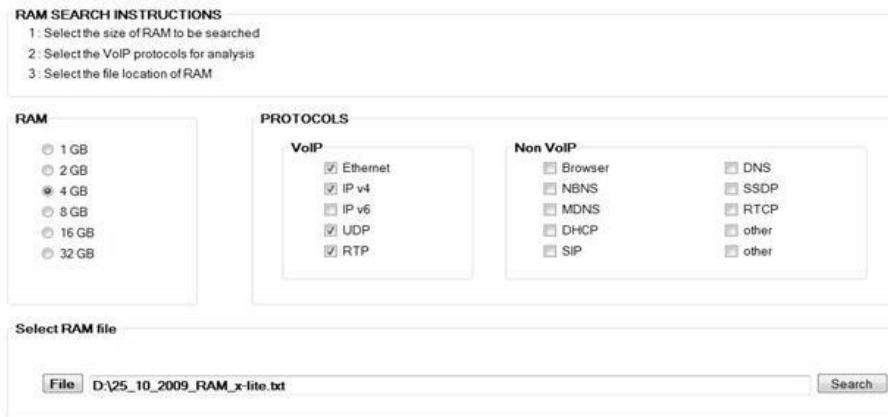 RAM SEARCH INSTRUCTIONS
1 : Select the size of RAM to be searched
2 : Select the VoIP protocols for analysis
3 : Select the file location of RAM
RAM
1 GB
2 GB
4 GB
8 GB
16 GB
32 GB
PROTOCOLS
VoIP
Ethernet
IP v4
IP v6
UDP
RTP
Non VoIP
Browser
NBNS
MDNS
DHCP
SIP
DNS
SSDP
RTCP
other
other
Select RAM file
File D:\25_10_2009_RAM_x-lite.txt Search